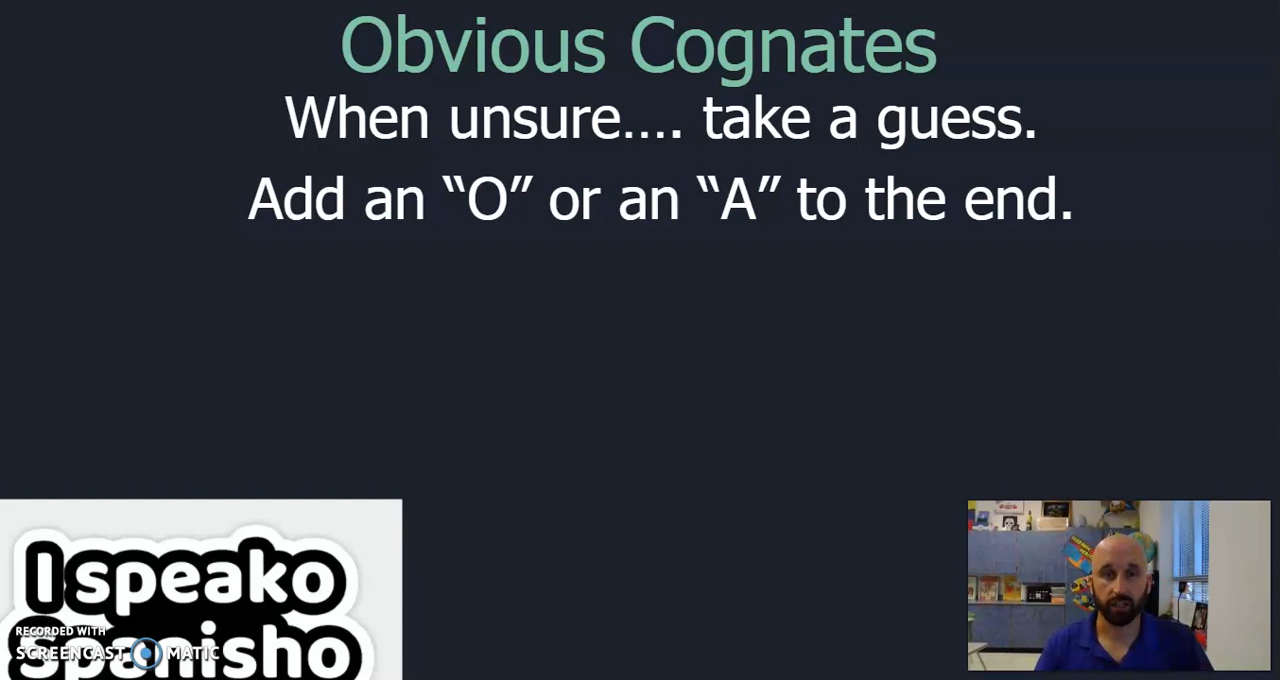 Obvious Cognates
When unsure…. take a guess.
Add an “O” or an “A” to the end.
I speako
Spanisho
RECORDED WITH
SCREENCAST MATIC